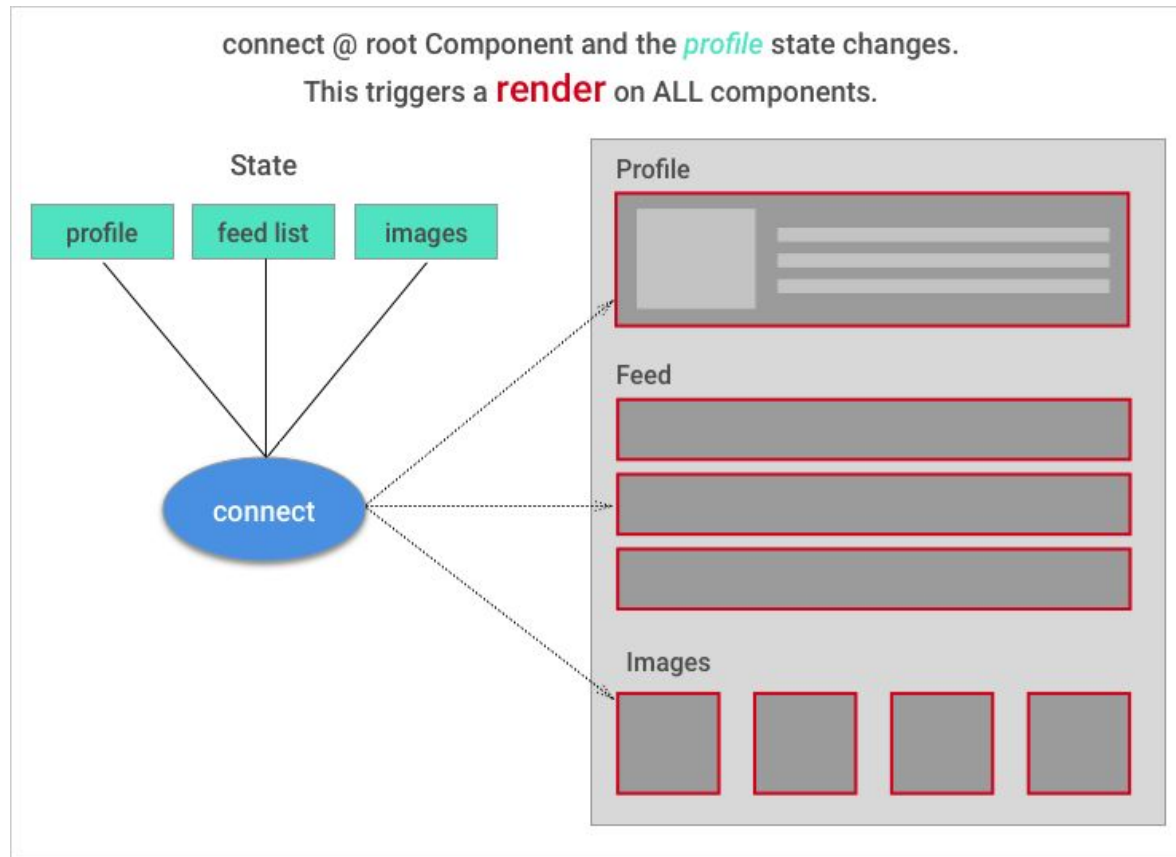 connect @ root Component and the profile state changes.
This triggers a render on ALL components.
State
profile
feed list
images
connect
Profile
Feed
Images